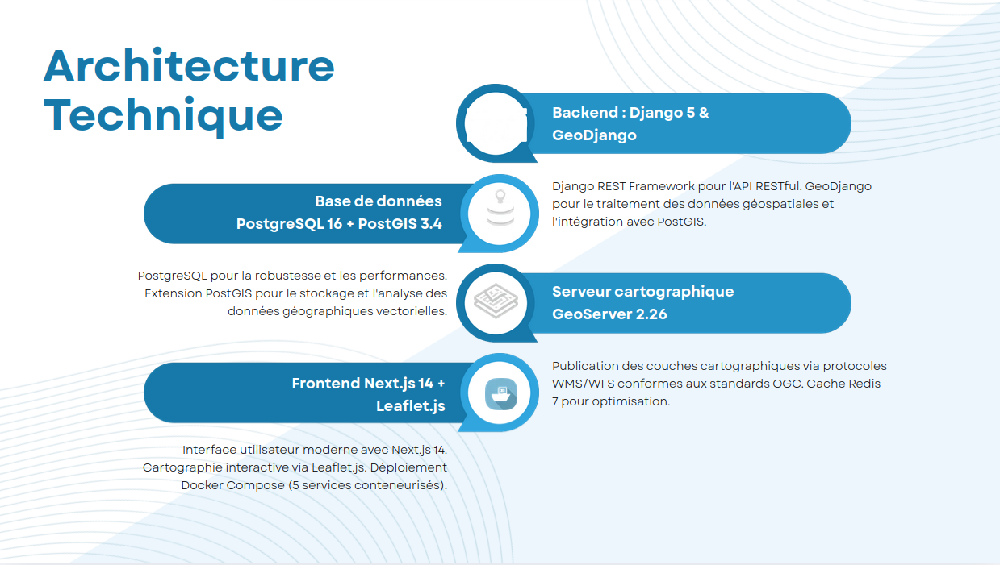 Architecture
Technique
Backend : Django 5 &
GeoDjango
Django REST Framework pour l'API RESTful. GeoDjango
pour le traitement des données géospatiales et
l'intégration avec PostGIS.
Base de données
PostgreSQL 16 + PostGIS 3.4
PostgreSQL pour la robustesse et les performances.
Extension PostGIS pour le stockage et l'analyse des
données géographiques vectorielles.
Serveur cartographique
GeoServer 2.26
Publication des couches cartographiques via protocoles
WMS/WFS conformes aux standards OGC. Cache Redis
7 pour optimisation.
Frontend Next.js 14 +
Leaflet.js
Interface utilisateur moderne avec Next.js 14.
Cartographie interactive via Leaflet.js. Déploiement
Docker Compose (5 services conteneurisés).